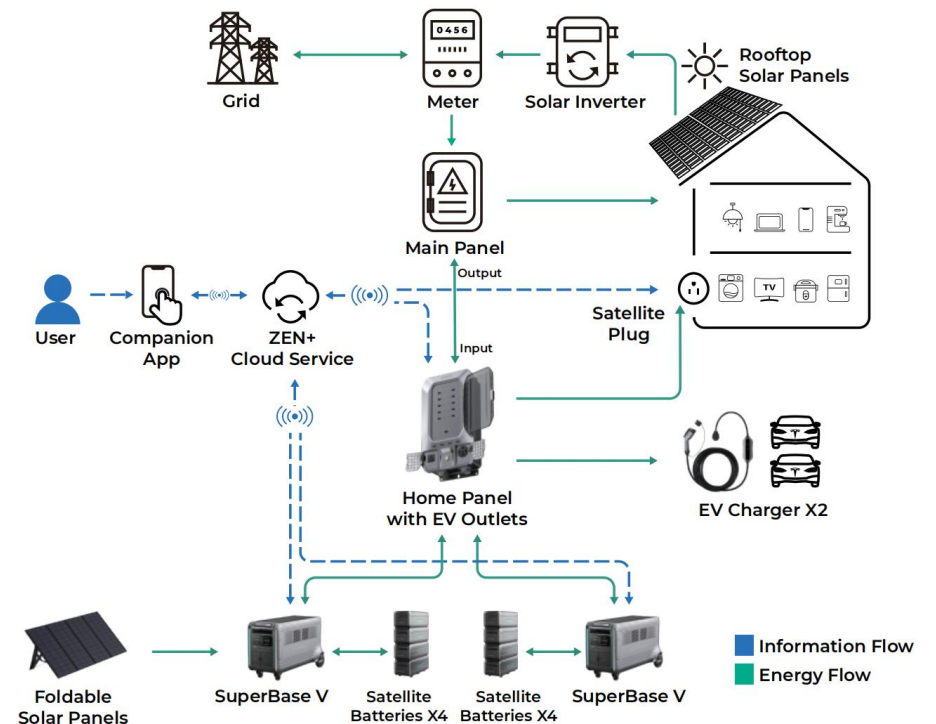 0456
Rooftop
Solar Panels
Grid
Meter
Solar Inverter
Main Panel
Output
TV
User
Companion
App
ZEN+
Cloud Service
Satellite
Plug
Input
Home Panel
with EV Outlets
EV Charger X2
Foldable
Solar Panels
SuperBase V
Satellite
Batteries X4
Satellite
Batteries X4
SuperBase V
Information Flow
Energy Flow